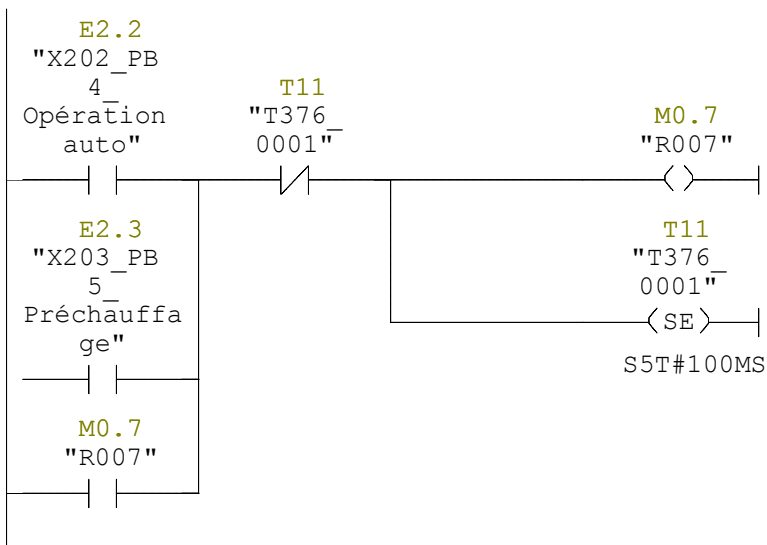 E2.2
"X202_PB
4_
Opération
auto"
T11
"T376_
0001"
M0.7
"R007"
E2.3
"X203_PB
5_
Préchauffa
ge"
T11
"T376_
0001"
SE
S5T#100MS
M0.7
"R007"